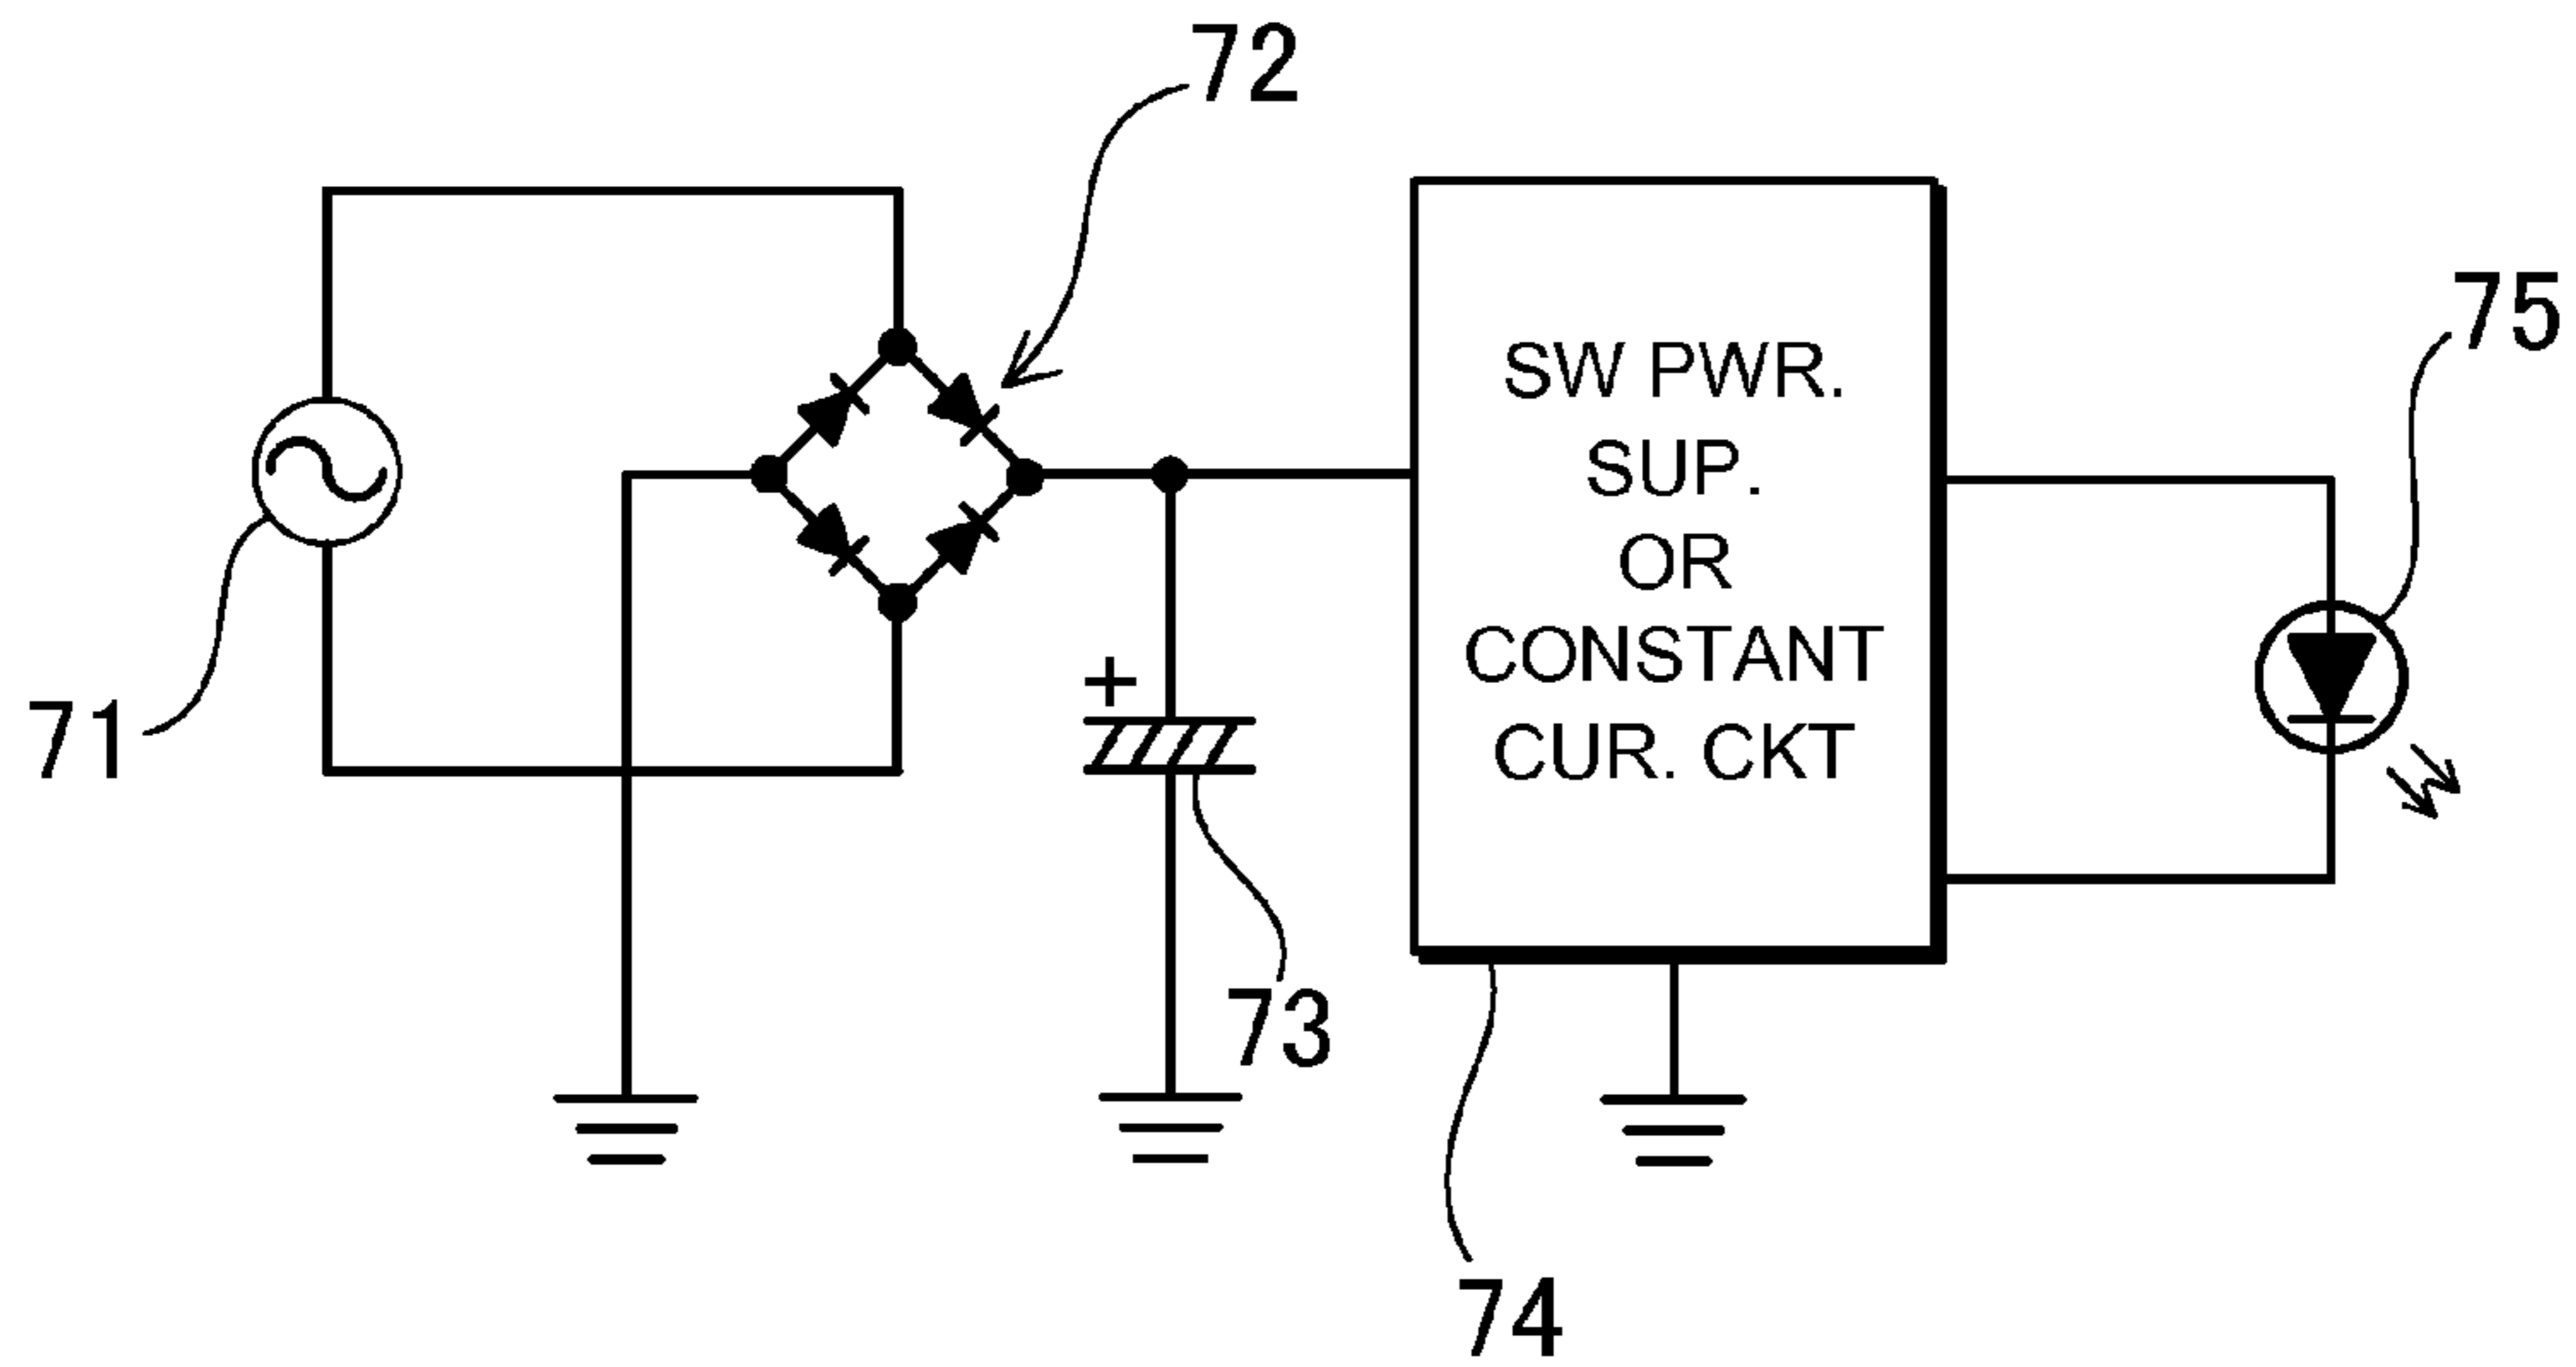 72
75
SW PWR.
SUP.
OR
CONSTANT
CUR. CKT
71
+
73
74